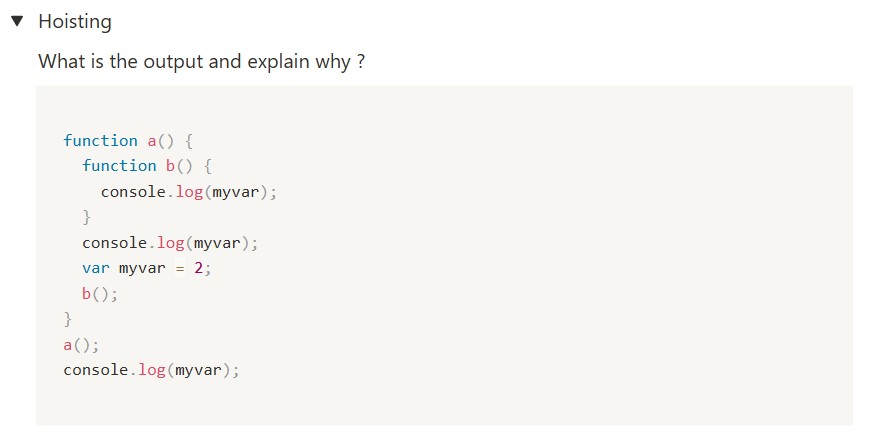 Hoisting
What is the output and explain why ?
function a() {
  function b() {
    console.log(myvar);
  }
  console.log(myvar);
  var myvar = 2;
  b();
}
a();
console.log(myvar);